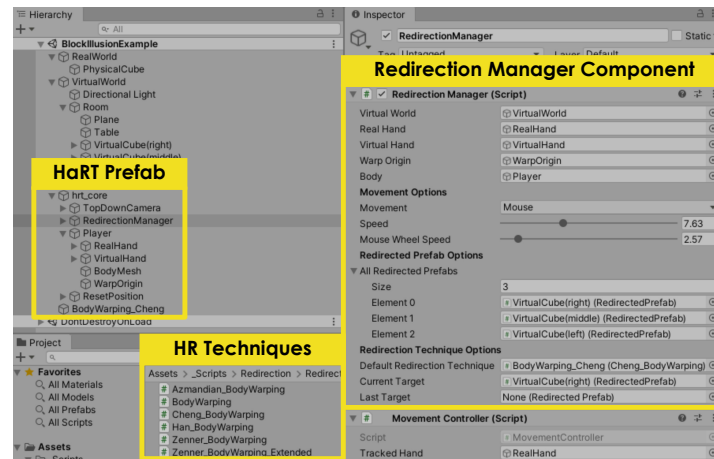 Hierarchy
All
BlockIllusionExample
RealWorld
PhysicalCube
VirtualWorld
Directional Light
Room
Plane
Table
VirtualCube(right)
VirtualCube(middle)
HaRT Prefab
hrt_core
TopDownCamera
RedirectionManager
Player
RealHand
VirtualHand
BodyMesh
WarpOrigin
ResetPosition
BodyWarping_Cheng
DontDestroyOnLoad
Project
Favorites
All Materials
All Models
All Prefabs
All Scripts
Assets
HR Techniques
Assets > _Scripts > Redirection > Redirect
Azmandian_BodyWarping
BodyWarping
Cheng_BodyWarping
Han_BodyWarping
Zenner_BodyWarping
Zenner_BodyWarping_Extended
Inspector
RedirectionManager Static
Tag Untagged Layer Default
Redirection Manager Component
# Redirection Manager (Script)
Virtual World VirtualWorld
Real Hand RealHand
Virtual Hand VirtualHand
Warp Origin WarpOrigin
Body Player
Movement Options
Movement Mouse
Speed 7.63
Mouse Wheel Speed 2.57
Redirected Prefab Options
All Redirected Prefabs
Size 3
Element 0 VirtualCube(right) (RedirectedPrefab)
Element 1 VirtualCube(middle) (RedirectedPrefab)
Element 2 VirtualCube(left) (RedirectedPrefab)
Redirection Technique Options
Default Redirection Technique BodyWarping_Cheng (Cheng_BodyWarping)
Current Target VirtualCube(right) (RedirectedPrefab)
Last Target None (Redirected Prefab)
# Movement Controller (Script)
Script MovementController
Tracked Hand RealHand